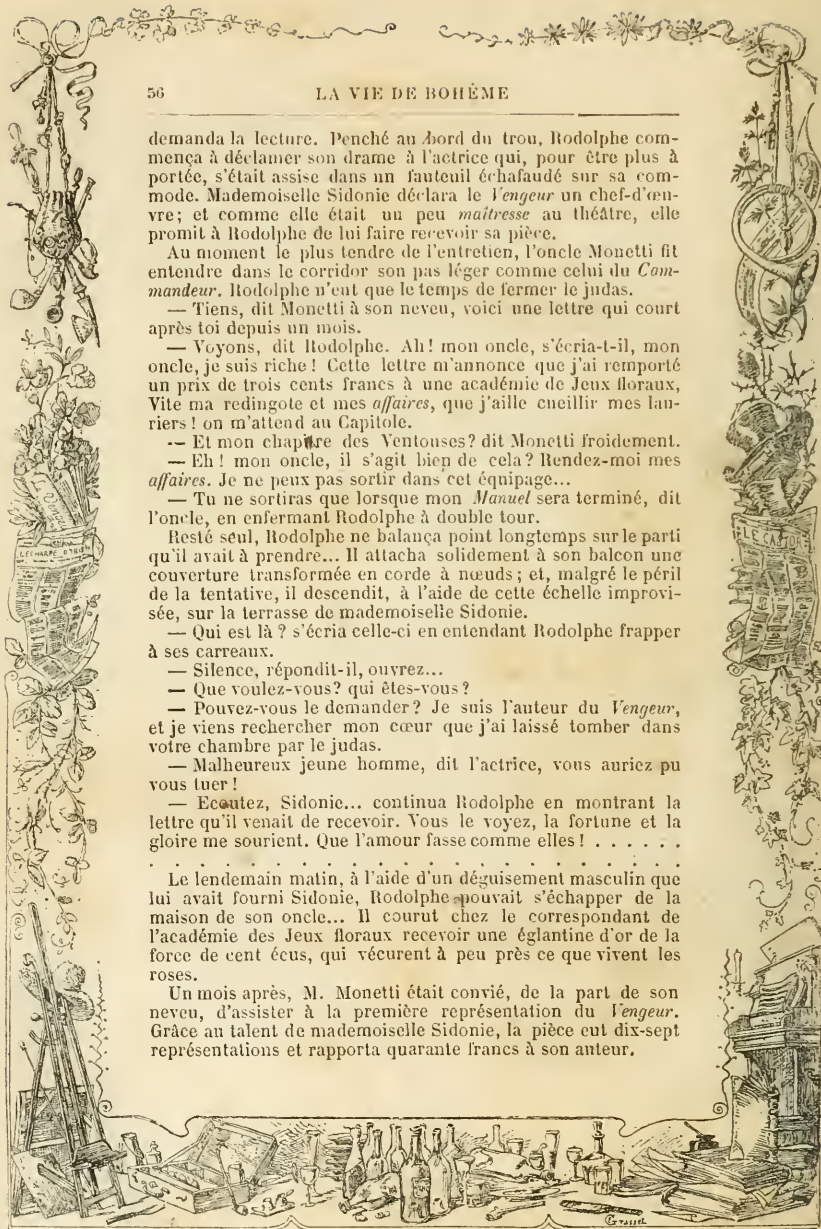 56
LA VIE DE BOHÊME
demanda la lecture. Penché au bord du trou, Rodolphe com-
mença à déclamer son drame à l'actrice qui, pour être plus à
portée, s'était assise dans un fauteuil échafaudé sur sa com-
mode. Mademoiselle Sidonie déclara le Vengeur un chef-d'œu-
vre; et comme elle était un peu maîtresse au théâtre, elle
promit à Rodolphe de lui faire recevoir sa pièce.
Au moment le plus tendre de l'entretien, l'oncle Monetti fit
entendre dans le corridor son pas léger comme celui du Com-
mandeur. Rodolphe n'eut que le temps de fermer le judas.
— Tiens, dit Monetti à son neveu, voici une lettre qui court
après toi depuis un mois.
— Voyons, dit Rodolphe. Ah! mon oncle, s'écria-t-il, mon
oncle, je suis riche! Cette lettre m'annonce que j'ai remporté
un prix de trois cents francs à une académie de Jeux floraux,
Vite ma redingote et mes affaires, que j'aille cueillir mes lau-
riers! on m'attend au Capitole.
— Et mon chapitre des Ventouses? dit Monetti froidement.
— Eh! mon oncle, il s'agit bien de cela? Rendez-moi mes
affaires. Je ne peux pas sortir dans cet équipage...
— Tu ne sortiras que lorsque mon Manuel sera terminé, dit
l'oncle, en enfermant Rodolphe à double tour.
Resté seul, Rodolphe ne balança point longtemps sur le parti
qu'il avait à prendre... Il attacha solidement à son balcon une
couverture transformée en corde à nœuds; et, malgré le péril
de la tentative, il descendit, à l'aide de cette échelle improvi-
sée, sur la terrasse de mademoiselle Sidonie.
— Qui est là? s'écria celle-ci en entendant Rodolphe frapper
à ses carreaux.
— Silence, répondit-il, ouvrez...
— Que voulez-vous? qui êtes-vous?
— Pouvez-vous le demander? Je suis l'auteur du Vengeur,
et je viens rechercher mon cœur que j'ai laissé tomber dans
votre chambre par le judas.
— Malheureux jeune homme, dit l'actrice, vous auriez pu
vous tuer!
— Ecoutez, Sidonie... continua Rodolphe en montrant la
lettre qu'il venait de recevoir. Vous le voyez, la fortune et la
gloire me sourient. Que l'amour fasse comme elles! . . . . . .
. . . . . . . . . . . . . . . . . . . . . . .
Le lendemain matin, à l'aide d'un déguisement masculin que
lui avait fourni Sidonie, Rodolphe pouvait s'échapper de la
maison de son oncle... Il courut chez le correspondant de
l'académie des Jeux floraux recevoir une églantine d'or de la
force de cent écus, qui vécurent à peu près ce que vivent les
roses.
Un mois après, M. Monetti était convié, de la part de son
neveu, d'assister à la première représentation du Vengeur.
Grâce au talent de mademoiselle Sidonie, la pièce eut dix-sept
représentations et rapporta quarante francs à son auteur.
L'ECHARPE D'IRIS
LE CASTOR
Grasset